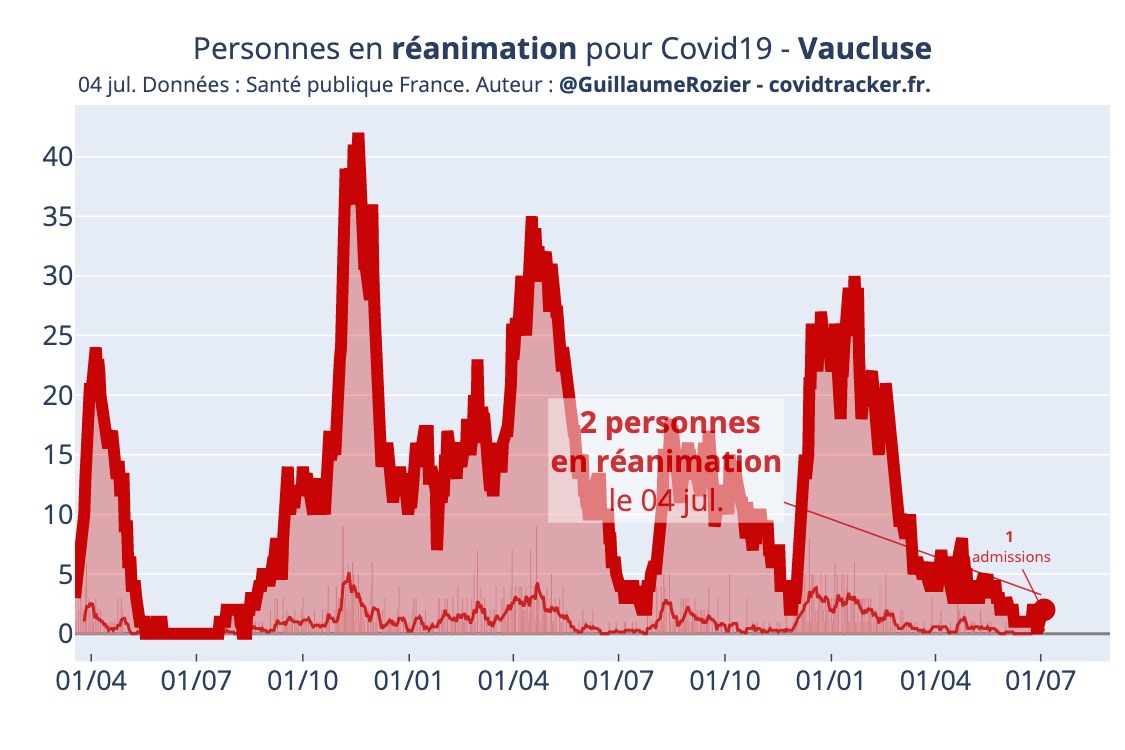 Personnes en réanimation pour Covid19 - Vaucluse
04 jul. Données : Santé publique France. Auteur : @GuillaumeRozier - covidtracker.fr.
40
35
30
25
20
15
10
5
0
2 personnes
en réanimation
le 04 jul.
1
admissions
01/04 01/07 01/10 01/01 01/04 01/07 01/10 01/01 01/04 01/07